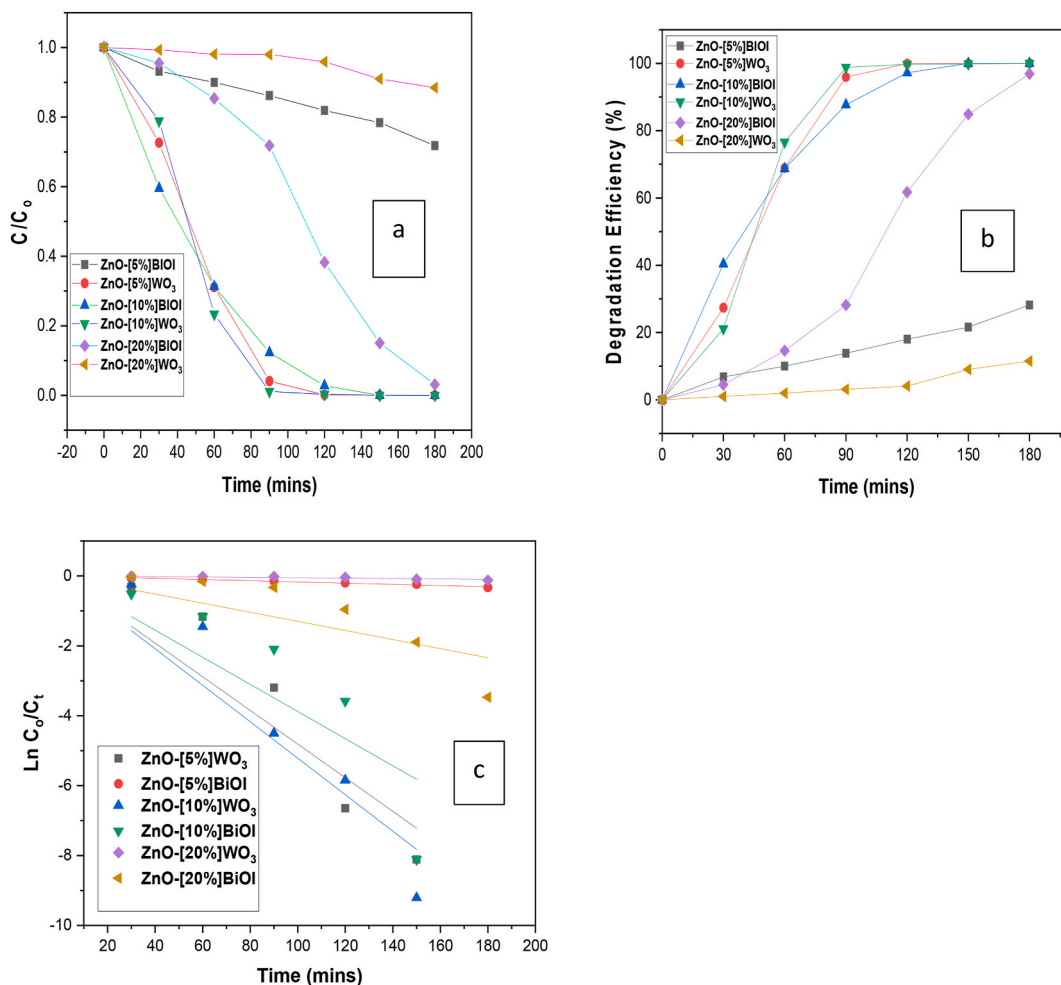 1.0
0.8
0.6
0.4
0.2
0.0
C/C₀
a
ZnO-[5%]BIOI
ZnO-[5%]WO₃
ZnO-[10%]BIOI
ZnO-[10%]WO₃
ZnO-[20%]BIOI
ZnO-[20%]WO₃
-20 0 20 40 60 80 100 120 140 160 180 200
Time (mins)
ZnO-[5%]BIOI
ZnO-[5%]WO₃
ZnO-[10%]BIOI
ZnO-[10%]WO₃
ZnO-[20%]BIOI
ZnO-[20%]WO₃
100
80
60
40
20
0
Degradation Efficiency (%)
b
0 30 60 90 120 150 180
Time (mins)
0
-2
-4
-6
-8
-10
Ln C₀/Cₜ
c
ZnO-[5%]WO₃
ZnO-[5%]BiOI
ZnO-[10%]WO₃
ZnO-[10%]BiOI
ZnO-[20%]WO₃
ZnO-[20%]BiOI
20 40 60 80 100 120 140 160 180 200
Time (mins)